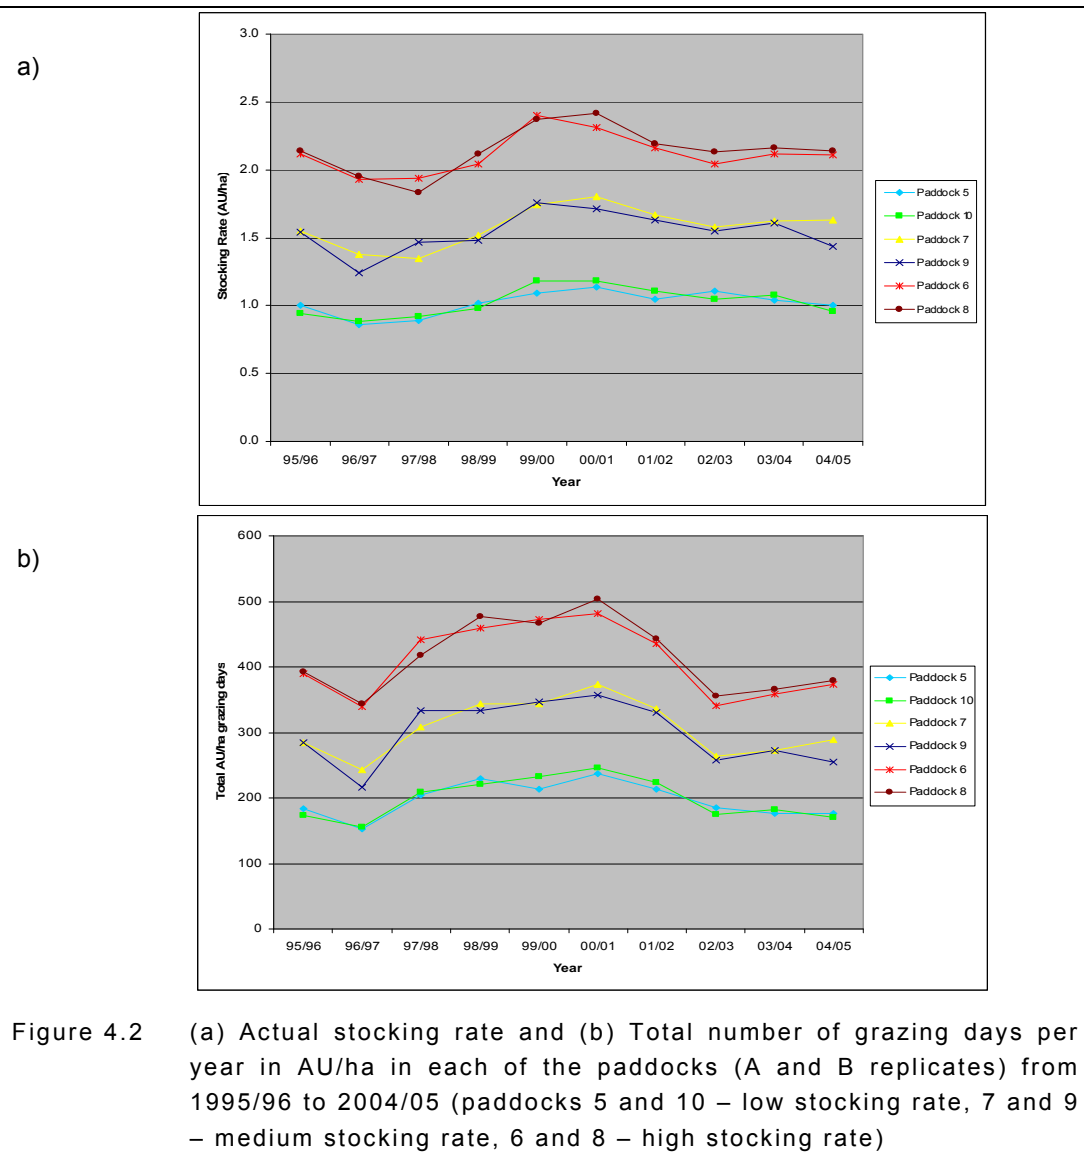 a)
3.0
2.5
2.0
1.5
1.0
0.5
0.0
Stocking Rate (AU/ha)
95/96 96/97 97/98 98/99 99/00 00/01 01/02 02/03 03/04 04/05
Year
Paddock 5
Paddock 10
Paddock 7
Paddock 9
Paddock 6
Paddock 8
b)
600
500
400
300
200
100
0
Total AU/ha grazing days
95/96 96/97 97/98 98/99 99/00 00/01 01/02 02/03 03/04 04/05
Year
Paddock 5
Paddock 10
Paddock 7
Paddock 9
Paddock 6
Paddock 8
Figure 4.2 (a) Actual stocking rate and (b) Total number of grazing days per
year in AU/ha in each of the paddocks (A and B replicates) from
1995/96 to 2004/05 (paddocks 5 and 10 – low stocking rate, 7 and 9
– medium stocking rate, 6 and 8 – high stocking rate)